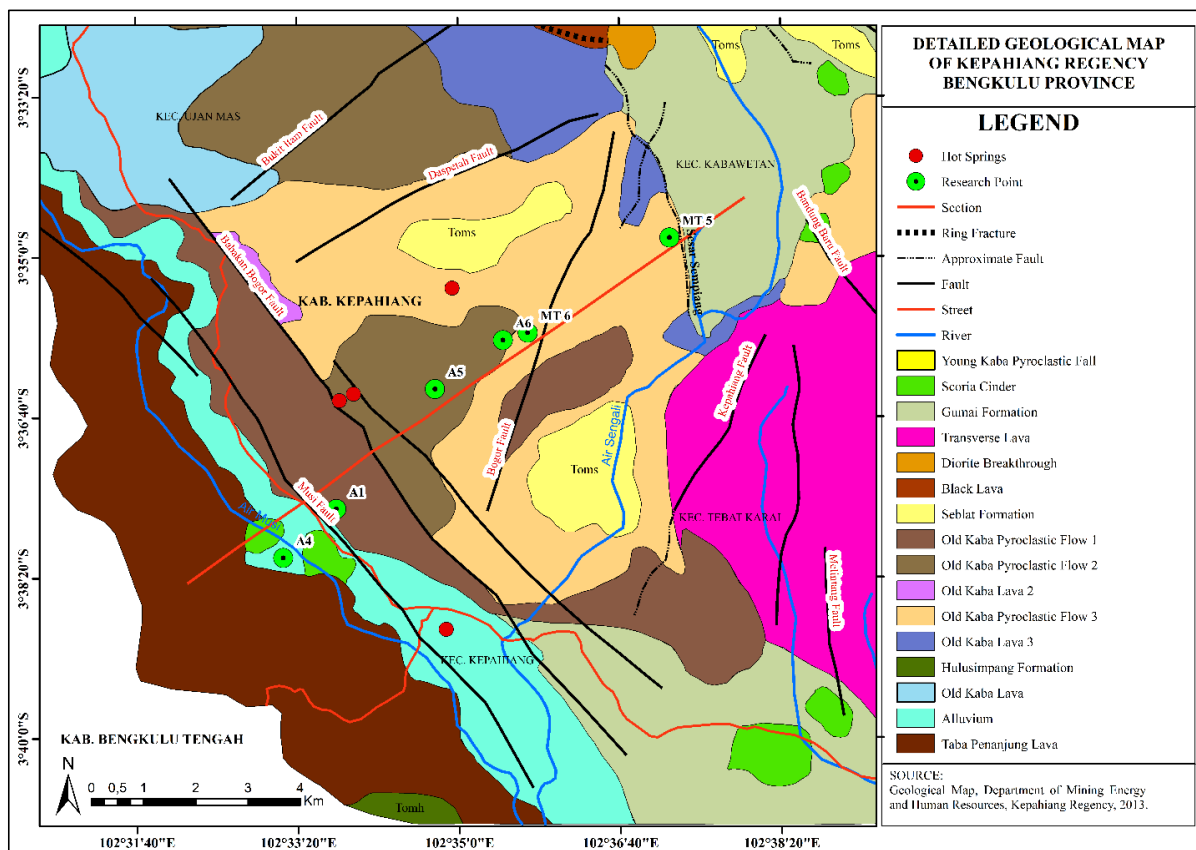 DETAILED GEOLOGICAL MAP
OF KEPAHIANG REGENCY
BENGKULU PROVINCE
LEGEND
Hot Springs
Research Point
Section
Ring Fracture
Approximate Fault
Fault
Street
River
Young Kaba Pyroclastic Fall
Scoria Cinder
Gumai Formation
Transverse Lava
Diorite Breakthrough
Black Lava
Seblat Formation
Old Kaba Pyroclastic Flow 1
Old Kaba Pyroclastic Flow 2
Old Kaba Lava 2
Old Kaba Pyroclastic Flow 3
Old Kaba Lava 3
Hulusimpang Formation
Old Kaba Lava
Alluvium
Taba Penanjung Lava
SOURCE:
Geological Map, Department of Mining Energy
and Human Resources, Kepahiang Regency, 2013.
3°33'20"S
3°35'0"S
3°36'40"S
3°38'20"S
3°40'0"S
102°31'40"E
102°33'20"E
102°35'0"E
102°36'40"E
102°38'20"E
Toms
Toms
KEC. UJAN MAS
Bukit Itam Fault
Daspetah Fault
KEC. KABAWETAN
Bandung Baru Fault
Toms
MT 5
Sesar Sempiang
Babakan Bogor Fault
KAB. KEPAHIANG
A6
MT 6
A5
Kepahiang Fault
Bogor Fault
Air Sengali
Toms
Musi Fault
A1
Air Musi
A4
KEC. TEBAT KARAI
Melintang Fault
KEC. KEPAHIANG
KAB. BENGKULU TENGAH
N
0 0,5 1 2 3 4
Km
Tomh